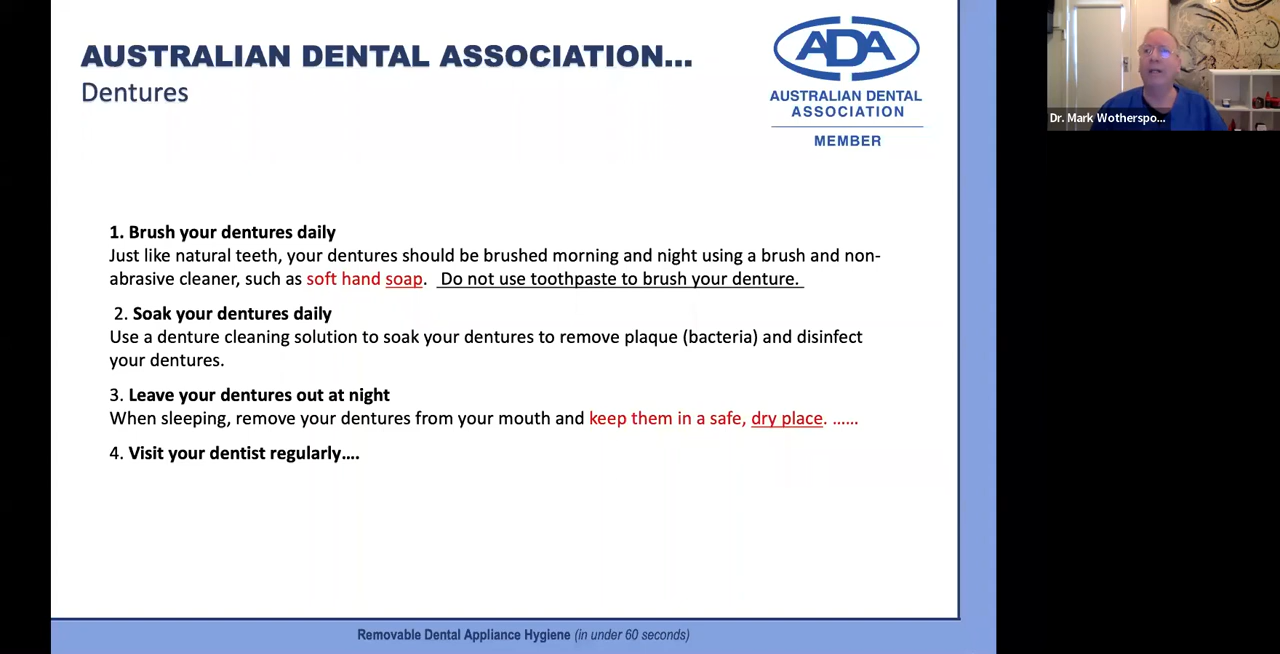 AUSTRALIAN DENTAL ASSOCIATION...
Dentures
ADA
AUSTRALIAN DENTAL
ASSOCIATION
MEMBER
Dr. Mark Wotherspo...
1. Brush your dentures daily
Just like natural teeth, your dentures should be brushed morning and night using a brush and non-
abrasive cleaner, such as soft hand soap. Do not use toothpaste to brush your denture.
2. Soak your dentures daily
Use a denture cleaning solution to soak your dentures to remove plaque (bacteria) and disinfect
your dentures.
3. Leave your dentures out at night
When sleeping, remove your dentures from your mouth and keep them in a safe, dry place. ......
4. Visit your dentist regularly....
Removable Dental Appliance Hygiene (in under 60 seconds)